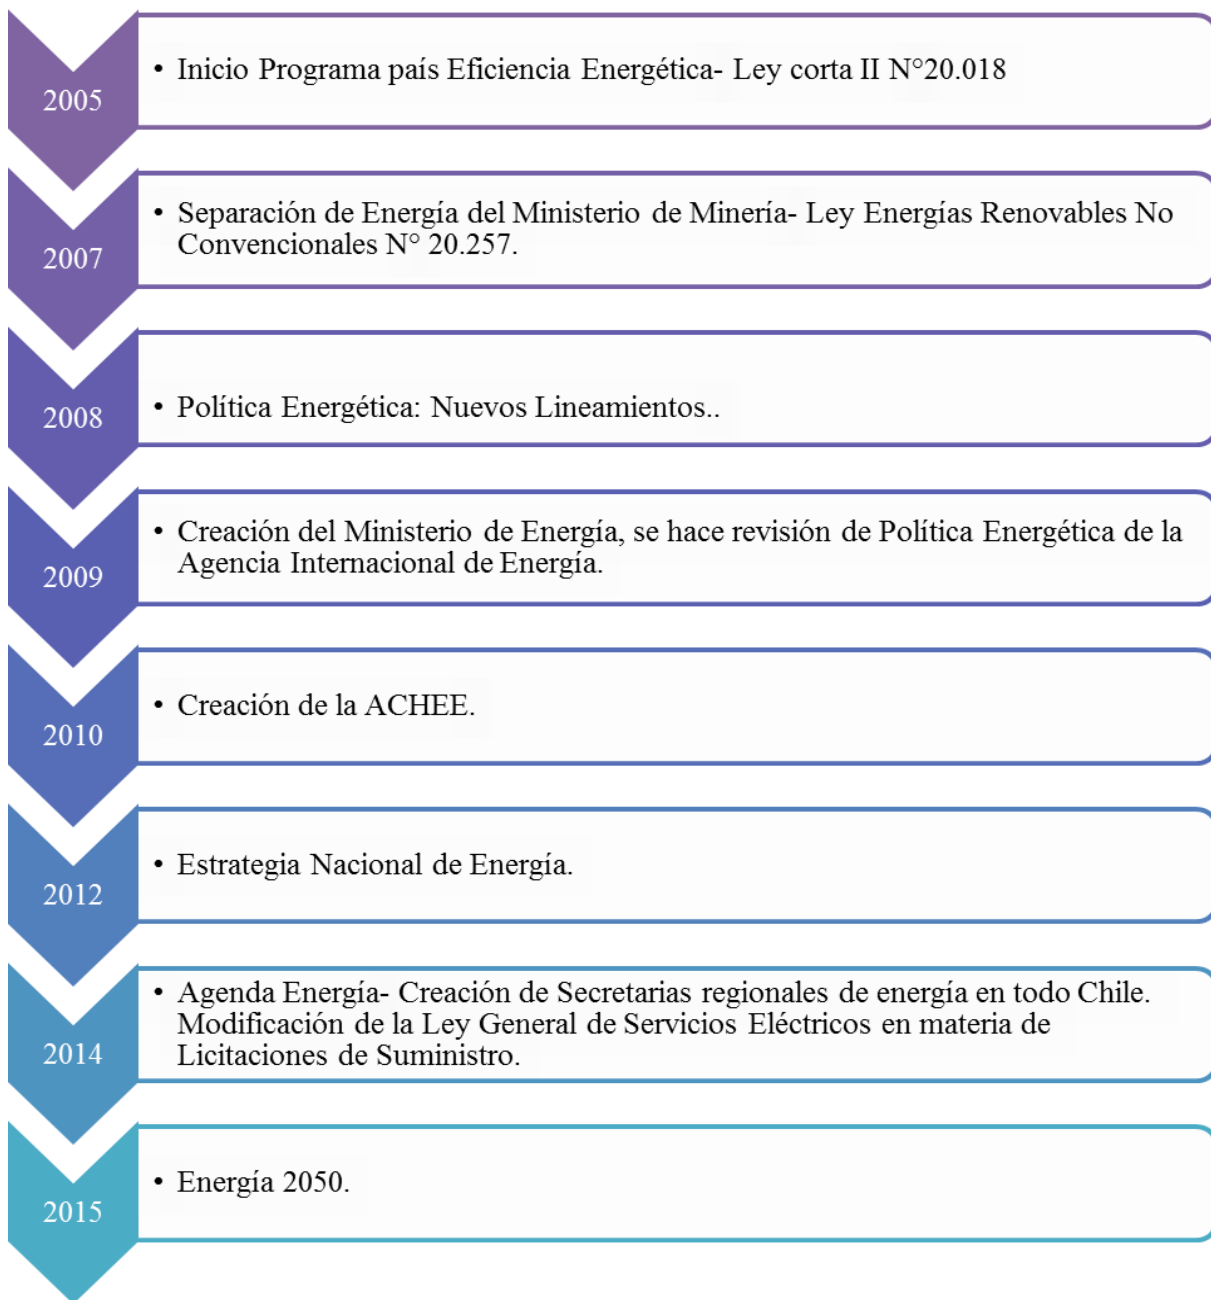 2005
• Inicio Programa país Eficiencia Energética- Ley corta II N°20.018
2007
• Separación de Energía del Ministerio de Minería- Ley Energías Renovables No
Convencionales N° 20.257.
2008
• Política Energética: Nuevos Lineamientos..
2009
• Creación del Ministerio de Energía, se hace revisión de Política Energética de la
Agencia Internacional de Energía.
2010
• Creación de la ACHEE.
2012
• Estrategia Nacional de Energía.
2014
• Agenda Energía- Creación de Secretarias regionales de energía en todo Chile.
Modificación de la Ley General de Servicios Eléctricos en materia de
Licitaciones de Suministro.
2015
• Energía 2050.